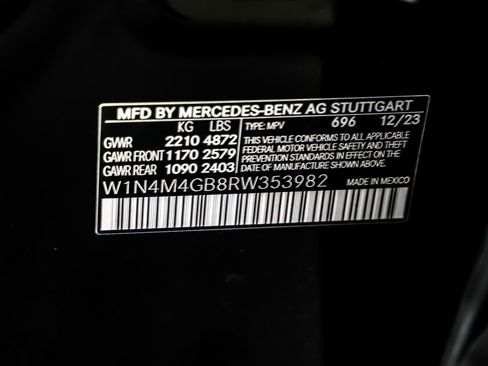 MFD BY MERCEDES-BENZ AG STUTTGART
KG LBS TYPE: MPV 696 12/23
GVWR 2210 4872
GAWR FRONT 1170 2579
GAWR REAR 1090 2403
THIS VEHICLE CONFORMS TO ALL APPLICABLE
FEDERAL MOTOR VEHICLE SAFETY AND THEFT
PREVENTION STANDARDS IN EFFECT ON THE
DATE OF MANUFACTURE SHOWN ABOVE.
W1N4M4GB8RW353982 MADE IN MEXICO